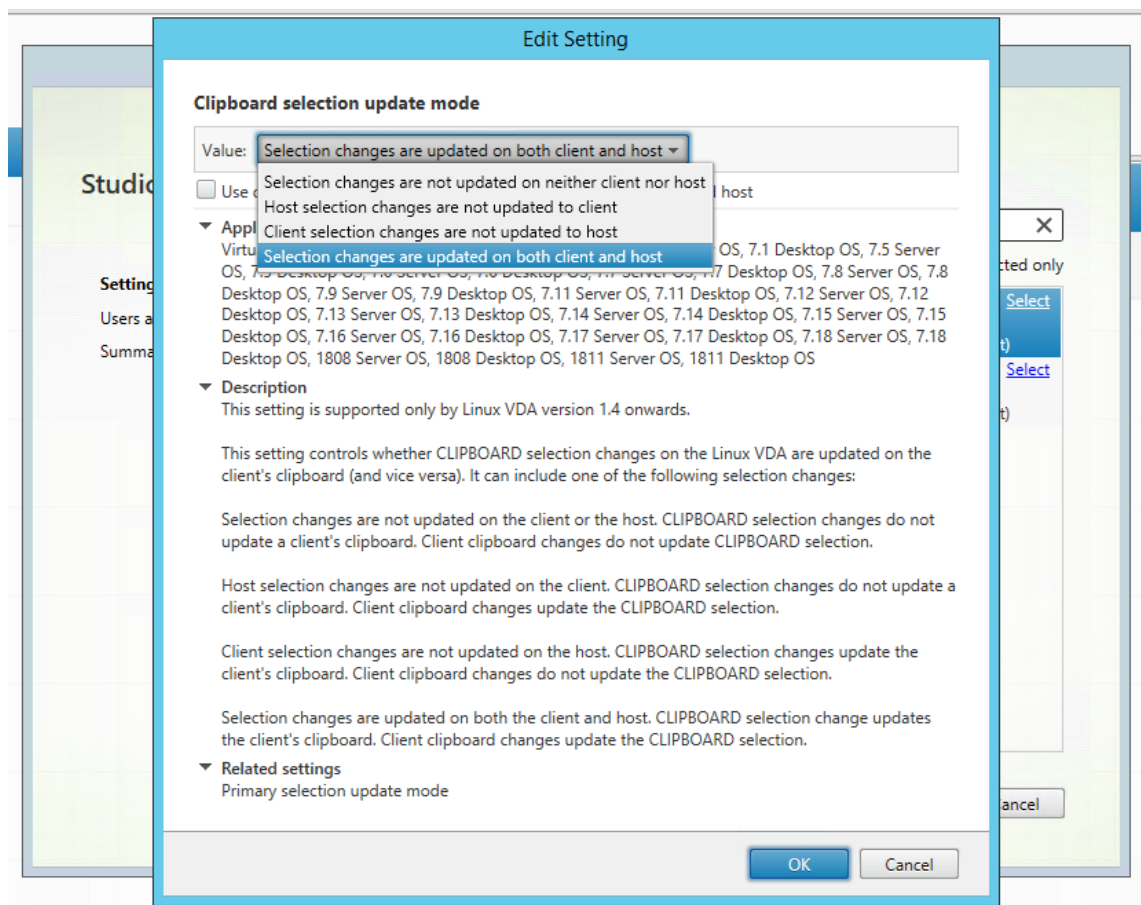 Edit Setting
Clipboard selection update mode
Value: Selection changes are updated on both client and host
Selection changes are not updated on neither client nor host
Use host
Host selection changes are not updated to client
Client selection changes are not updated to host
Selection changes are updated on both client and host
OS, 7.1 Desktop OS, 7.5 Server
Desktop OS, 7.8 Server OS, 7.8
Desktop OS, 7.9 Server OS, 7.9 Desktop OS, 7.11 Server OS, 7.11 Desktop OS, 7.12 Server OS, 7.12
Desktop OS, 7.13 Server OS, 7.13 Desktop OS, 7.14 Server OS, 7.14 Desktop OS, 7.15 Server OS, 7.15
Desktop OS, 7.16 Server OS, 7.16 Desktop OS, 7.17 Server OS, 7.17 Desktop OS, 7.18 Server OS, 7.18
Desktop OS, 1808 Server OS, 1808 Desktop OS, 1811 Server OS, 1811 Desktop OS
Description
This setting is supported only by Linux VDA version 1.4 onwards.
This setting controls whether CLIPBOARD selection changes on the Linux VDA are updated on the
client's clipboard (and vice versa). It can include one of the following selection changes:
Selection changes are not updated on the client or the host. CLIPBOARD selection changes do not
update a client's clipboard. Client clipboard changes do not update CLIPBOARD selection.
Host selection changes are not updated on the client. CLIPBOARD selection changes do not update a
client's clipboard. Client clipboard changes update the CLIPBOARD selection.
Client selection changes are not updated on the host. CLIPBOARD selection changes update the
client's clipboard. Client clipboard changes do not update the CLIPBOARD selection.
Selection changes are updated on both the client and host. CLIPBOARD selection change updates
the client's clipboard. Client clipboard changes update the CLIPBOARD selection.
Related settings
Primary selection update mode
OK Cancel
Studio
Setting
Users a
Summa
cted only
Select
t)
Select
t)
ancel